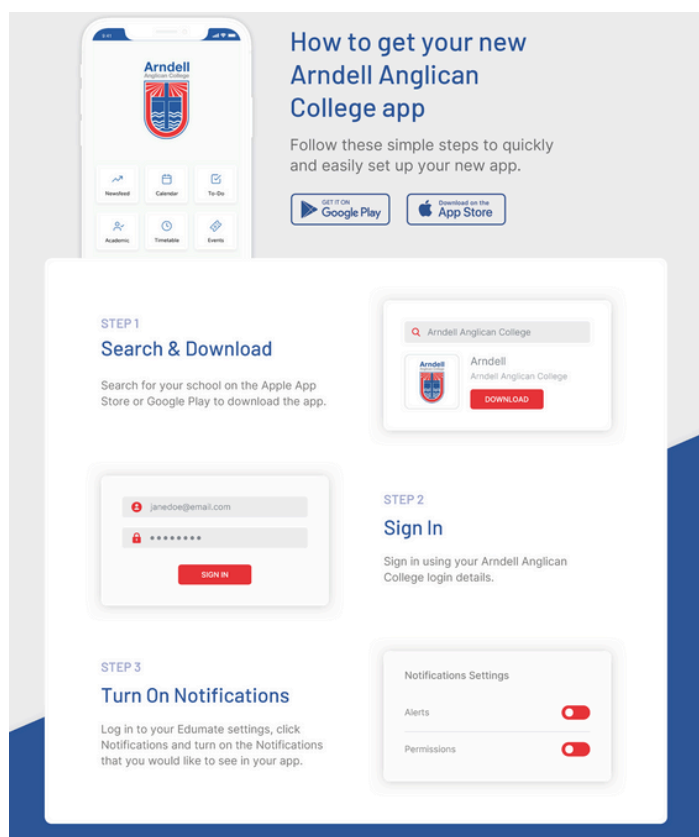 9:41
Arndell
Anglican College
Newsfeed
Calendar
To-Do
Academic
Timetable
Events
How to get your new
Arndell Anglican
College app
Follow these simple steps to quickly
and easily set up your new app.
GET IT ON
Google Play
Download on the
App Store
STEP 1
Search & Download
Search for your school on the Apple App
Store or Google Play to download the app.
Arndell Anglican College
Arndell
Anglican College
Arndell
Arndell Anglican College
DOWNLOAD
janedoe@email.com
SIGN IN
STEP 2
Sign In
Sign in using your Arndell Anglican
College login details.
STEP 3
Turn On Notifications
Log in to your Edumate settings, click
Notifications and turn on the Notifications
that you would like to see in your app.
Notifications Settings
Alerts
Permissions